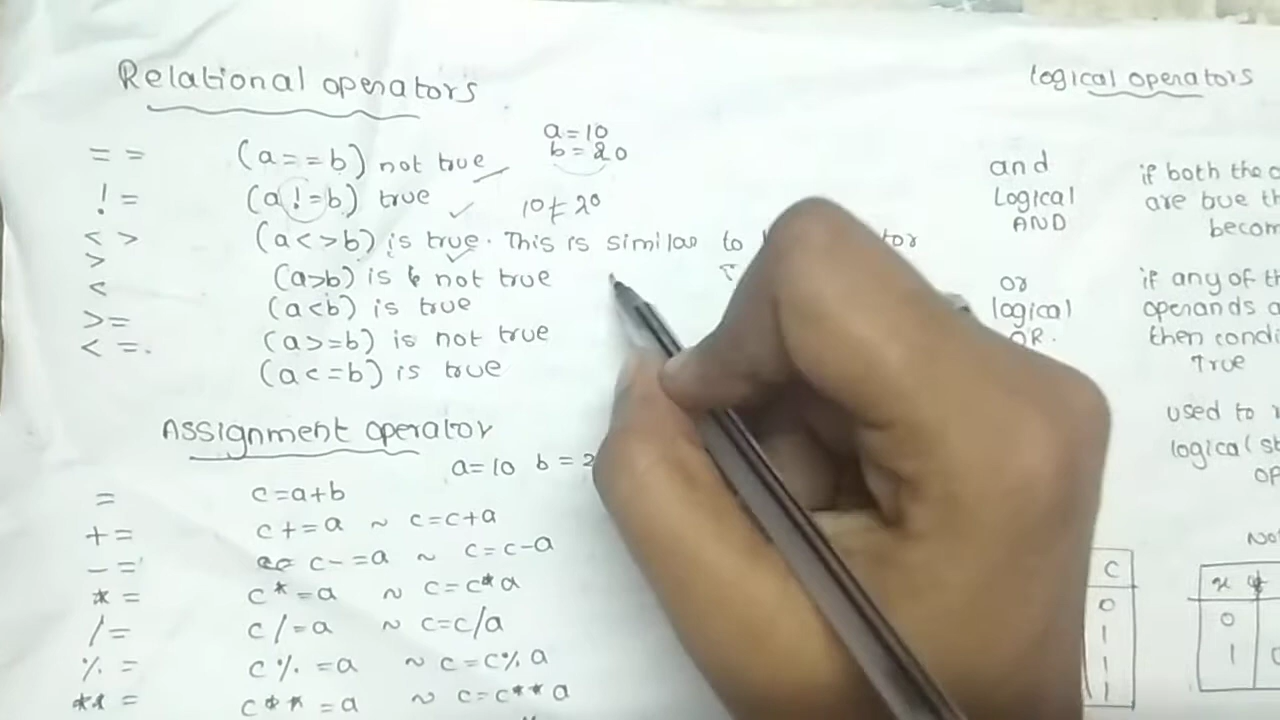 Relational operators
= = (a==b) not true
a=10
b=20
! = (a!=b) true
10≠20
< > (a<>b) is true. This is similar to
> (a>b) is not true
< (a<b) is true
>= (a>=b) is not true
<=. (a<=b) is true
Assignment operator
a=10 b=2
= c=a+b
+= c+=a ~ c=c+a
-= c-=a ~ c=c-a
*= c*=a ~ c=c*a
/= c/=a ~ c=c/a
%= c%=a ~ c=c%a
**= c**=a ~ c=c**a
logical operators
and
Logical
AND
if both the
are true th
becom
or
logical
OR.
if any of th
operands a
then condi
True
used to
logical (st
op
No
C
0
1
1
1
x
0
1